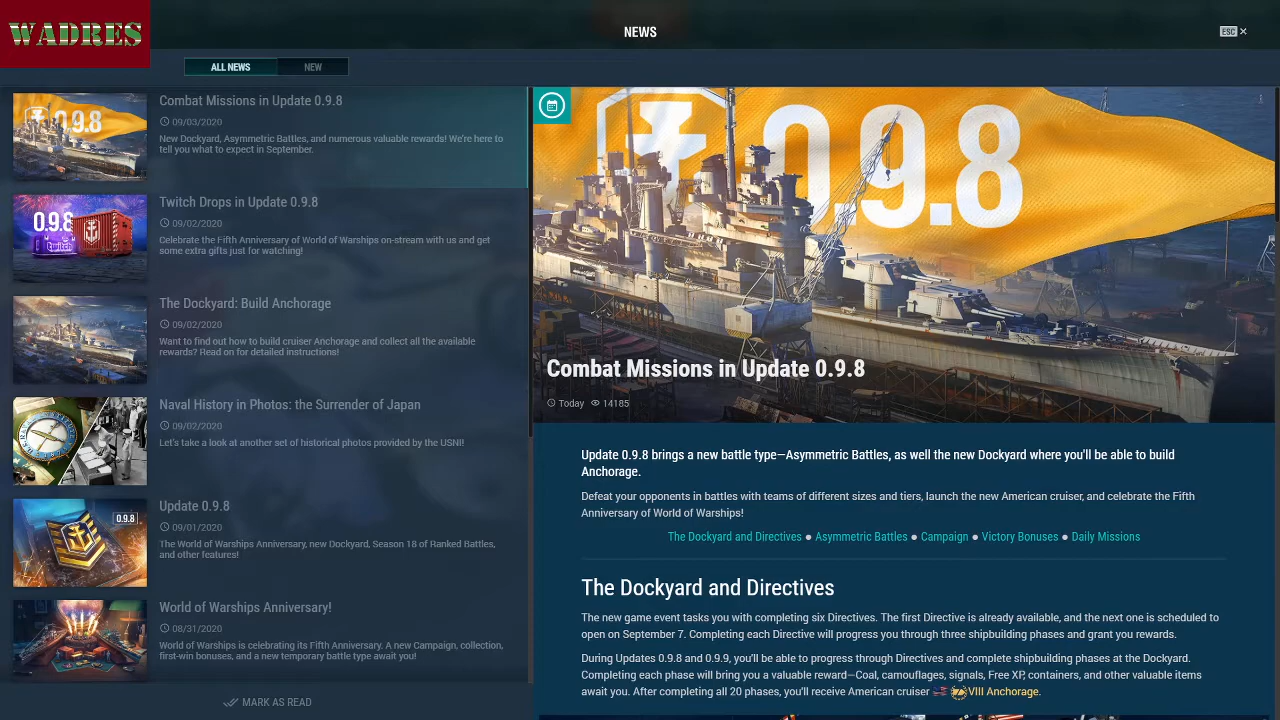 WADRES
NEWS
ESC ×
ALL NEWS
NEW
Combat Missions in Update 0.9.8
09/03/2020
New Dockyard, Asymmetric Battles, and numerous valuable rewards! We're here to
tell you what to expect in September.
0.9.8
Twitch Drops in Update 0.9.8
09/02/2020
Celebrate the Fifth Anniversary of World of Warships on-stream with us and get
some extra gifts just for watching!
0.9.8
The Dockyard: Build Anchorage
09/02/2020
Want to find out how to build cruiser Anchorage and collect all the available
rewards? Read on for detailed instructions!
Naval History in Photos: the Surrender of Japan
09/02/2020
Let's take a look at another set of historical photos provided by the USNI!
Update 0.9.8
09/01/2020
The World of Warships Anniversary, new Dockyard, Season 18 of Ranked Battles,
and other features!
0.9.8
World of Warships Anniversary!
08/31/2020
World of Warships is celebrating its Fifth Anniversary. A new Campaign, collection,
first-win bonuses, and a new temporary battle type await you!
MARK AS READ
0.9.8
Combat Missions in Update 0.9.8
Today 14185
Update 0.9.8 brings a new battle type—Asymmetric Battles, as well the new Dockyard where you'll be able to build
Anchorage.
Defeat your opponents in battles with teams of different sizes and tiers, launch the new American cruiser, and celebrate the Fifth
Anniversary of World of Warships!
The Dockyard and Directives ● Asymmetric Battles ● Campaign ● Victory Bonuses ● Daily Missions
The Dockyard and Directives
The new game event tasks you with completing six Directives. The first Directive is already available, and the next one is scheduled to
open on September 7. Completing each Directive will progress you through three shipbuilding phases and grant you rewards.
During Updates 0.9.8 and 0.9.9, you'll be able to progress through Directives and complete shipbuilding phases at the Dockyard.
Completing each phase will bring you a valuable reward—Coal, camouflages, signals, Free XP, containers, and other valuable items
await you. After completing all 20 phases, you'll receive American cruiser VIII Anchorage.